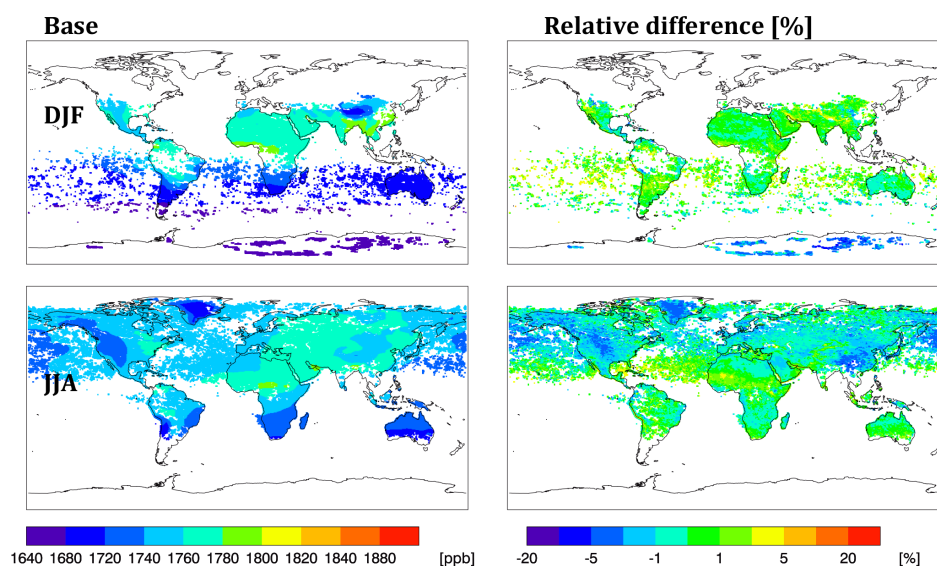 Base
Relative difference [%]
DJF
JJA
1640 1680 1720 1740 1760 1780 1800 1820 1840 1880 [ppb]
-20 -5 -1 1 5 20 [%]